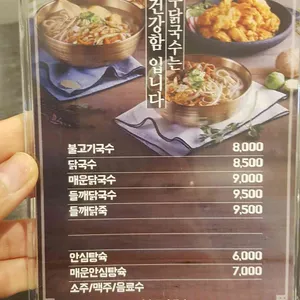 닭국수는
건강함 입니다
불고기국수 8,000
닭국수 8,500
매운닭국수 9,000
들깨닭국수 9,500
들깨닭죽 9,500
안심탕슉 6,000
매운안심탕슉 7,000
소주/맥주/음료수